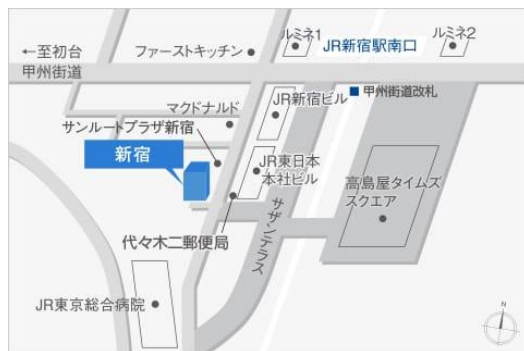 ルミネ1
ルミネ2
JR新宿駅南口
←至初台
甲州街道
ファーストキッチン
甲州街道改札
JR新宿ビル
マクドナルド
サンルートプラザ新宿
新宿
JR東日本
本社ビル
高島屋タイムズ
スクエア
サザンテラス
代々木二郵便局
JR東京総合病院
N